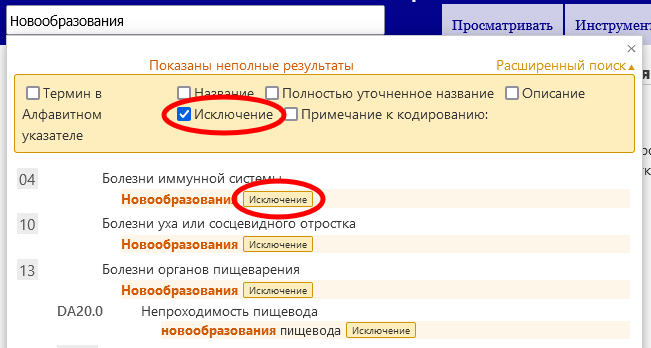 Новообразования
Просматривать
Инструмент
Показаны неполные результаты
Расширенный поиск
Термин в Алфавитном указателе
Название
Полностью уточненное название
Описание
Исключение
Примечание к кодированию:
04 Болезни иммунной системы
Новообразования Исключение
10 Болезни уха или сосцевидного отростка
Новообразования Исключение
13 Болезни органов пищеварения
Новообразования Исключение
DA20.0 Непроходимость пищевода
новообразования пищевода Исключение